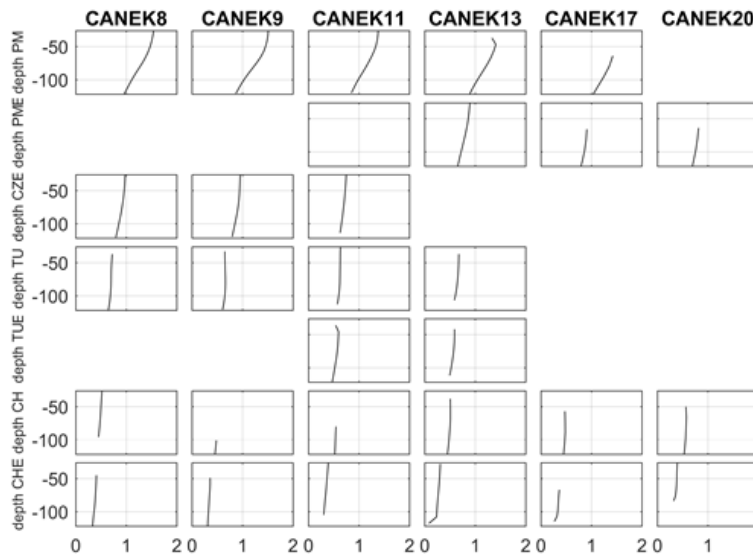 CANEK8 CANEK9 CANEK11 CANEK13 CANEK17 CANEK20
depth PM
-50
-100
depth PME
depth CZE
-50
-100
depth TU
-50
-100
depth TUE
depth CH
-50
-100
depth CHE
-50
-100
0 1 2 0 1 2 0 1 2 0 1 2 0 1 2 0 1